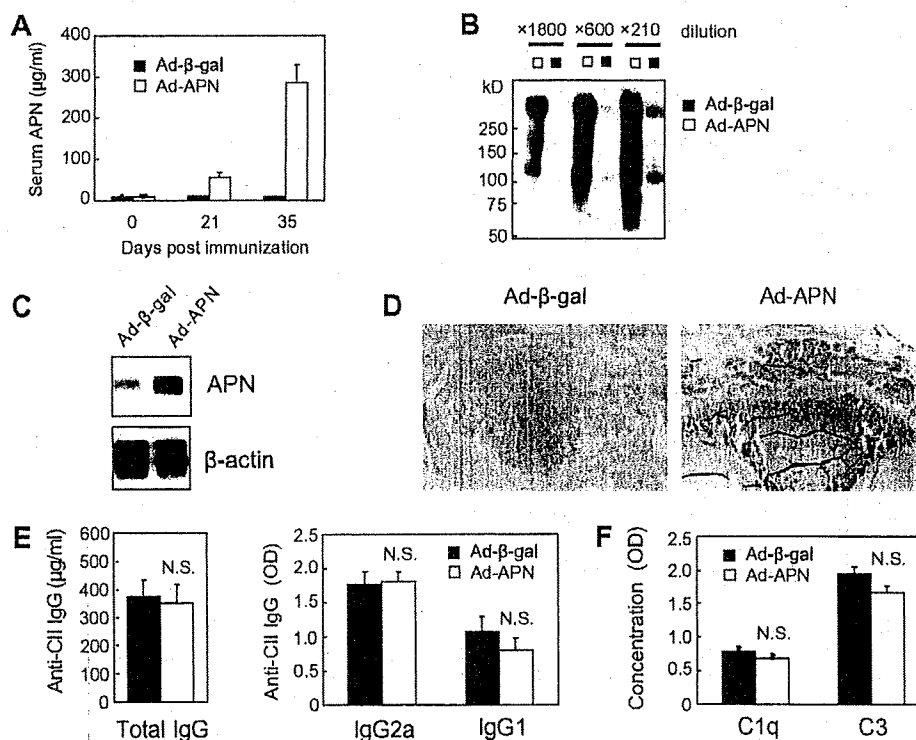 A
Serum APN (μg/ml)
400
300
200
100
0
Ad-β-gal
Ad-APN
0 21 35
Days post immunization
B
×1800 ×600 ×210 dilution
kD
250
150
100
75
50
Ad-β-gal
Ad-APN
C
Ad-β-gal
Ad-APN
APN
β-actin
D
Ad-β-gal Ad-APN
E
Anti-CII IgG (μg/ml)
600
500
400
300
200
100
0
N.S.
Total IgG
Anti-CII IgG (OD)
2.5
2.0
1.5
1.0
0.5
0
N.S.
Ad-β-gal
Ad-APN
N.S.
IgG2a IgG1
F
Concentration (OD)
2.5
2.0
1.5
1.0
0.5
0
Ad-β-gal
Ad-APN
N.S.
N.S.
C1q C3